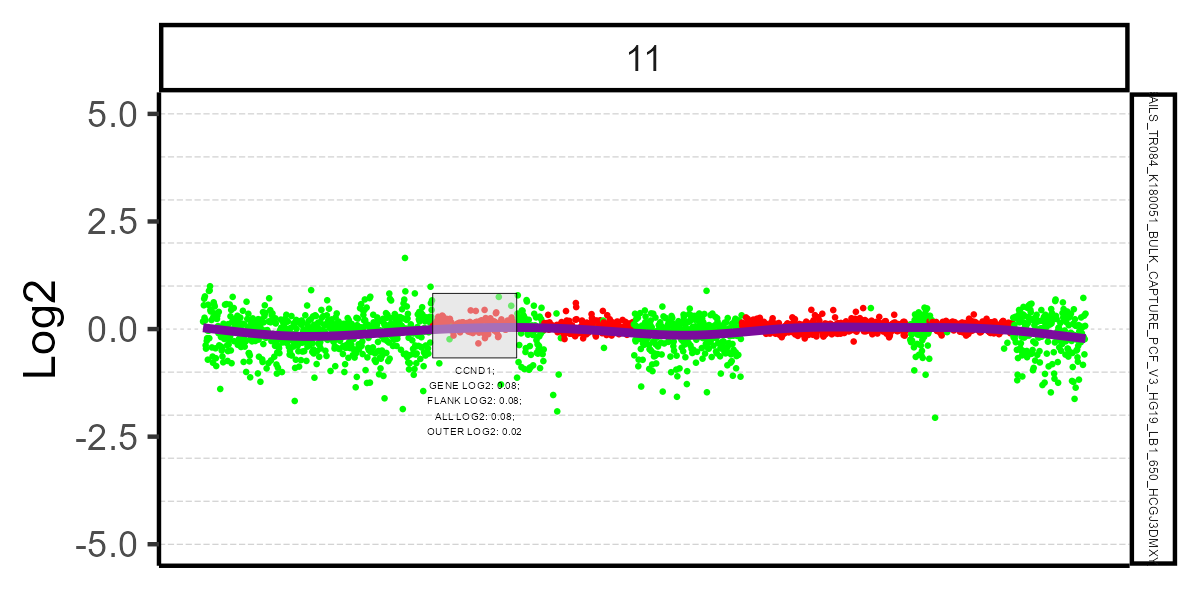 11
5.0
2.5
0.0
-2.5
-5.0
Log2
CCND1;
GENE LOG2: 0.08;
FLANK LOG2: 0.08;
ALL LOG2: 0.08;
OUTER LOG2: 0.02
AILS_TR084_K180051_BULK_CAPTURE_PCF_V3_HG19_LB1_650_HCGJ3DMXY